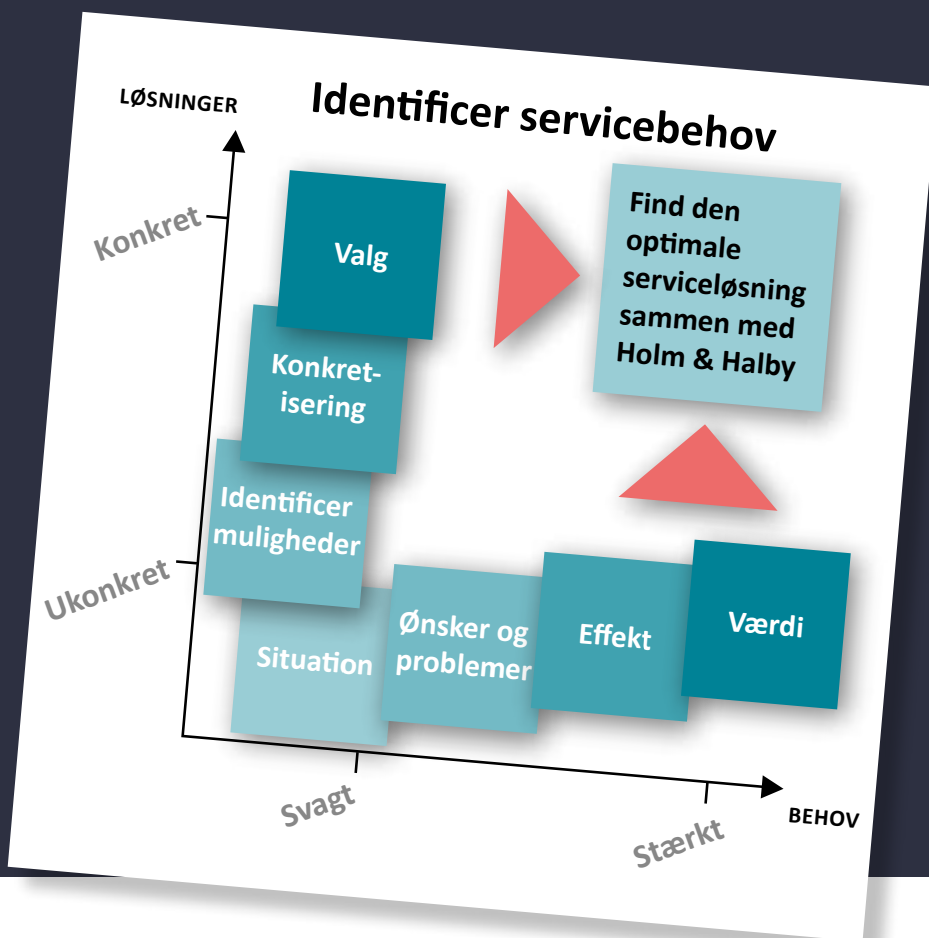 Identificer servicebehov
LØSNINGER
Konkret
Ukonkret
Valg
Konkret-
isering
Identificer
muligheder
Situation
Ønsker og
problemer
Effekt
Værdi
Find den
optimale
serviceløsning
sammen med
Holm & Halby
Svagt
Stærkt
BEHOV